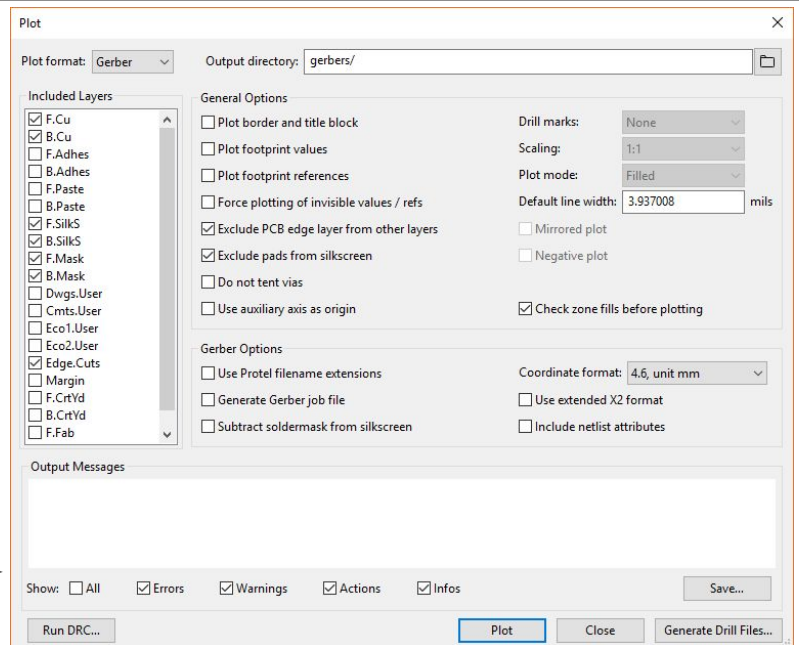 Plot
Plot format: Gerber
Output directory: gerbers/
Included Layers
F.Cu
B.Cu
F.Adhes
B.Adhes
F.Paste
B.Paste
F.SilkS
B.SilkS
F.Mask
B.Mask
Dwgs.User
Cmts.User
Eco1.User
Eco2.User
Edge.Cuts
Margin
F.CrtYd
B.CrtYd
F.Fab
General Options
Plot border and title block
Plot footprint values
Plot footprint references
Force plotting of invisible values / refs
Exclude PCB edge layer from other layers
Exclude pads from silkscreen
Do not tent vias
Use auxiliary axis as origin
Drill marks: None
Scaling: 1:1
Plot mode: Filled
Default line width: 3.937008 mils
Mirrored plot
Negative plot
Check zone fills before plotting
Gerber Options
Use Protel filename extensions
Generate Gerber job file
Subtract soldermask from silkscreen
Coordinate format: 4.6, unit mm
Use extended X2 format
Include netlist attributes
Output Messages
Show: All Errors Warnings Actions Infos Save...
Run DRC... Plot Close Generate Drill Files...